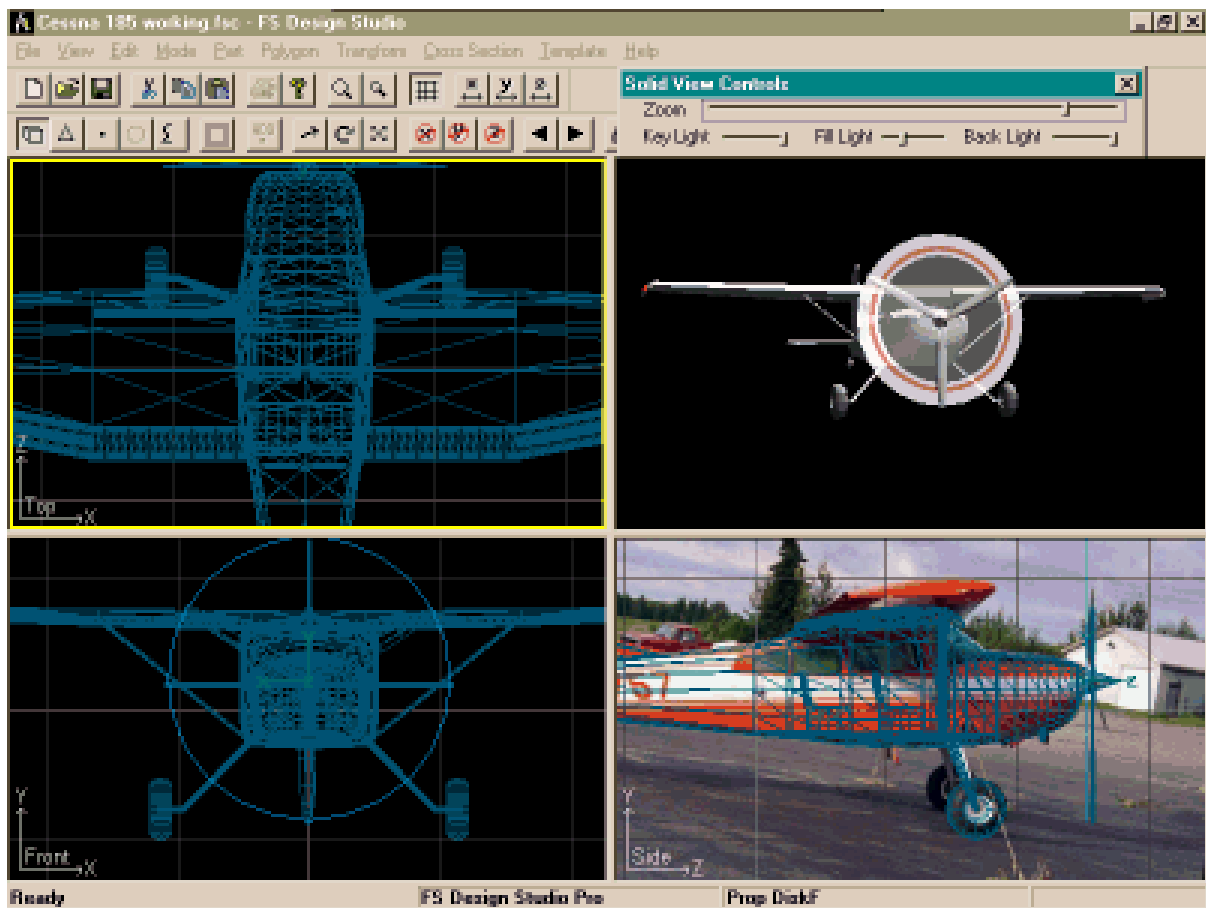 Cessna 185 working.fsc - FS Design Studio
File View Edit Mode Part Polygon Transform Cross Section Template Help
x y z
Solid View Controls
Zoom
Key Light Fill Light Back Light
Z
Top
X
Y
Front
X
57
Z
Y
Side
Z
Ready FS Design Studio Pro Prop DiskF